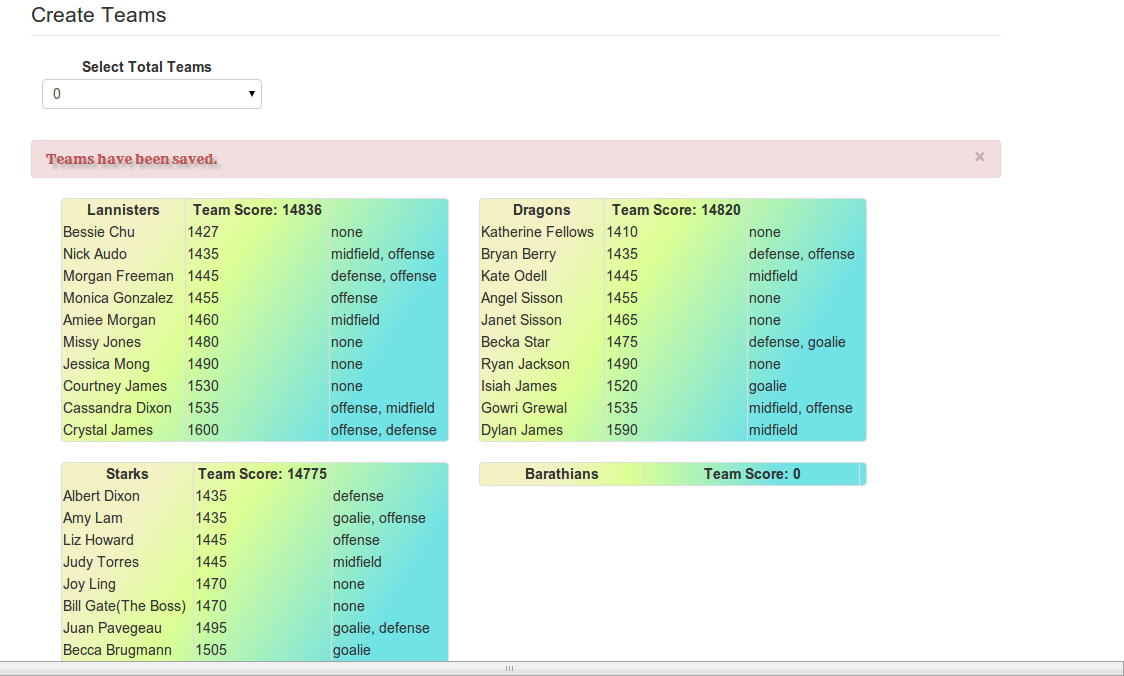 Create Teams
Select Total Teams
0
Teams have been saved.
×
Lannisters Team Score: 14836
Bessie Chu 1427 none
Nick Audo 1435 midfield, offense
Morgan Freeman 1445 defense, offense
Monica Gonzalez 1455 offense
Amiee Morgan 1460 midfield
Missy Jones 1480 none
Jessica Mong 1490 none
Courtney James 1530 none
Cassandra Dixon 1535 offense, midfield
Crystal James 1600 offense, defense
Dragons Team Score: 14820
Katherine Fellows 1410 none
Bryan Berry 1435 defense, offense
Kate Odell 1445 midfield
Angel Sisson 1455 none
Janet Sisson 1465 none
Becka Star 1475 defense, goalie
Ryan Jackson 1490 none
Isiah James 1520 goalie
Gowri Grewal 1535 midfield, offense
Dylan James 1590 midfield
Starks Team Score: 14775
Albert Dixon 1435 defense
Amy Lam 1435 goalie, offense
Liz Howard 1445 offense
Judy Torres 1445 midfield
Joy Ling 1470 none
Bill Gate(The Boss) 1470 none
Juan Pavegeau 1495 goalie, defense
Becca Brugmann 1505 goalie
Barathians Team Score: 0